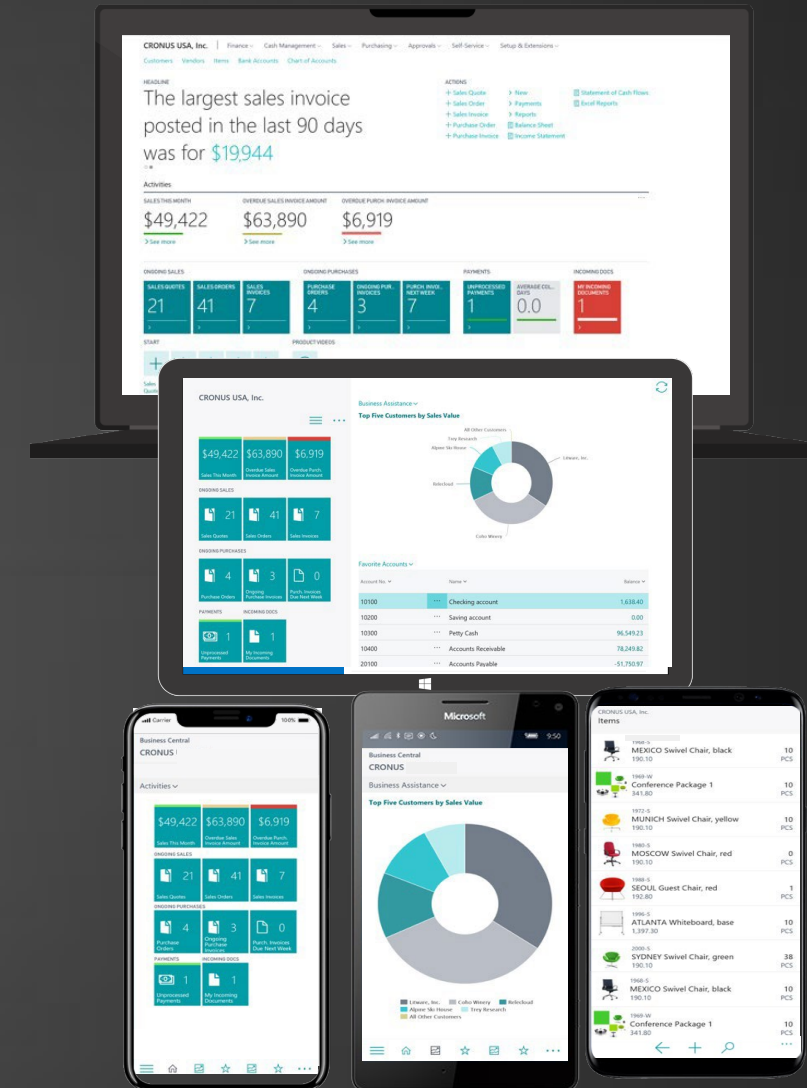 CRONUS USA, Inc. | Finance Cash Management Sales Purchasing Approvals Self-Service Setup & Extensions
Customers Vendors Items Bank Accounts Chart of Accounts
HEADLINE
The largest sales invoice
posted in the last 90 days
was for $19,944
ACTIONS
+ Sales Quote > New Statement of Cash Flows
+ Sales Order > Payments Excel Reports
+ Sales Invoice > Reports
+ Purchase Order Balance Sheet
+ Purchase Invoice Income Statement
Activities
SALES THIS MONTH OVERDUE SALES INVOICE AMOUNT OVERDUE PURCH. INVOICE AMOUNT
$49,422 $63,890 $6,919
> See more > See more > See more
ONGOING SALES ONGOING PURCHASES PAYMENTS INCOMING DOCS
SALES QUOTES SALES ORDERS SALES INVOICES PURCHASE ORDERS ONGOING PUR... INVOICES PURCH. INVOI... NEXT WEEK UNPROCESSED PAYMENTS AVERAGE COL... DAYS MY INCOMING DOCUMENTS
21 41 7 4 3 7 1 0.0 1
START PRODUCT VIDEOS
Sales
CRONUS USA, Inc.
$49,422 $63,890 $6,919
Sales This Month Overdue Sales Invoice Amount Overdue Purch. Invoice Amount
ONGOING SALES
21 41 7
Sales Quotes Sales Orders Sales Invoices
ONGOING PURCHASES
4 3 0
Purchase Orders Ongoing Purchase Invoices Purch. Invoices Due Next Week
PAYMENTS INCOMING DOCS
1 1
Unprocessed Payments My Incoming Documents
Business Assistance
Top Five Customers by Sales Value
All Other Customers
Trey Research
Alpine Ski House
Litware, Inc.
Relecloud
Coho Winery
Favorite Accounts
Account No. Name Balance
10100 ... Checking account 1,638.40
10200 ... Saving account 0.00
10300 ... Petty Cash 96,549.23
10400 ... Accounts Receivable 78,249.82
20100 ... Accounts Payable -51,750.97
Carrier 100%
Business Central
CRONUS
Activities
$49,422 $63,890 $6,919
Sales This Month Overdue Sales Invoice Amount Overdue Purch. Invoice Amount
ONGOING SALES
21 41 7
Sales Quotes Sales Orders Sales Invoices
ONGOING PURCHASES
4 3 0
Purchase Orders Ongoing Purchase Invoices Purch. Invoices Due Next Week
PAYMENTS INCOMING DOCS
1 1
Unprocessed Payments My Incoming Documents
Microsoft
9:50
Business Central
CRONUS
Business Assistance
Top Five Customers by Sales Value
Litware, Inc. Coho Winery Relecloud
Alpine Ski House Trey Research
All Other Customers
CRONUS USA, Inc.
Items
1968-S
MEXICO Swivel Chair, black 10
190.10 PCS
1969-W
Conference Package 1 10
341.80 PCS
1972-S
MUNICH Swivel Chair, yellow 10
190.10 PCS
1980-S
MOSCOW Swivel Chair, red 0
190.10 PCS
1988-S
SEOUL Guest Chair, red 1
192.80 PCS
1996-S
ATLANTA Whiteboard, base 10
1,397.30 PCS
2000-S
SYDNEY Swivel Chair, green 38
190.10 PCS
1968-S
MEXICO Swivel Chair, black 10
190.10 PCS
1969-W
Conference Package 1 10
341.80 PCS